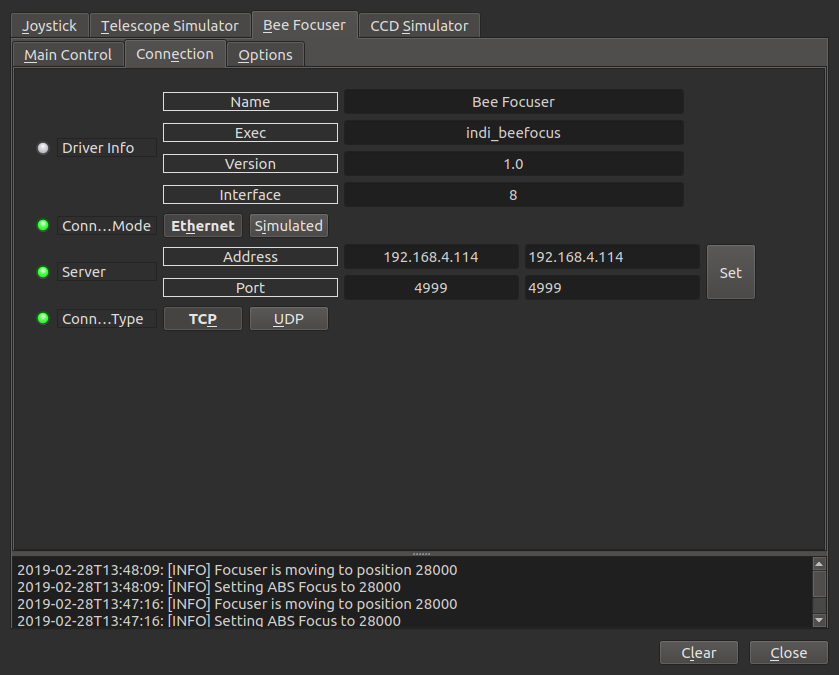 Joystick Telescope Simulator Bee Focuser CCD Simulator
Main Control Connection Options
Name Bee Focuser
Exec indi_beefocus
Driver Info
Version 1.0
Interface 8
Conn...Mode Ethernet Simulated
Address 192.168.4.114 192.168.4.114
Server Set
Port 4999 4999
Conn...Type TCP UDP
2019-02-28T13:48:09: [INFO] Focuser is moving to position 28000
2019-02-28T13:48:09: [INFO] Setting ABS Focus to 28000
2019-02-28T13:47:16: [INFO] Focuser is moving to position 28000
2019-02-28T13:47:16: [INFO] Setting ABS Focus to 28000
Clear Close